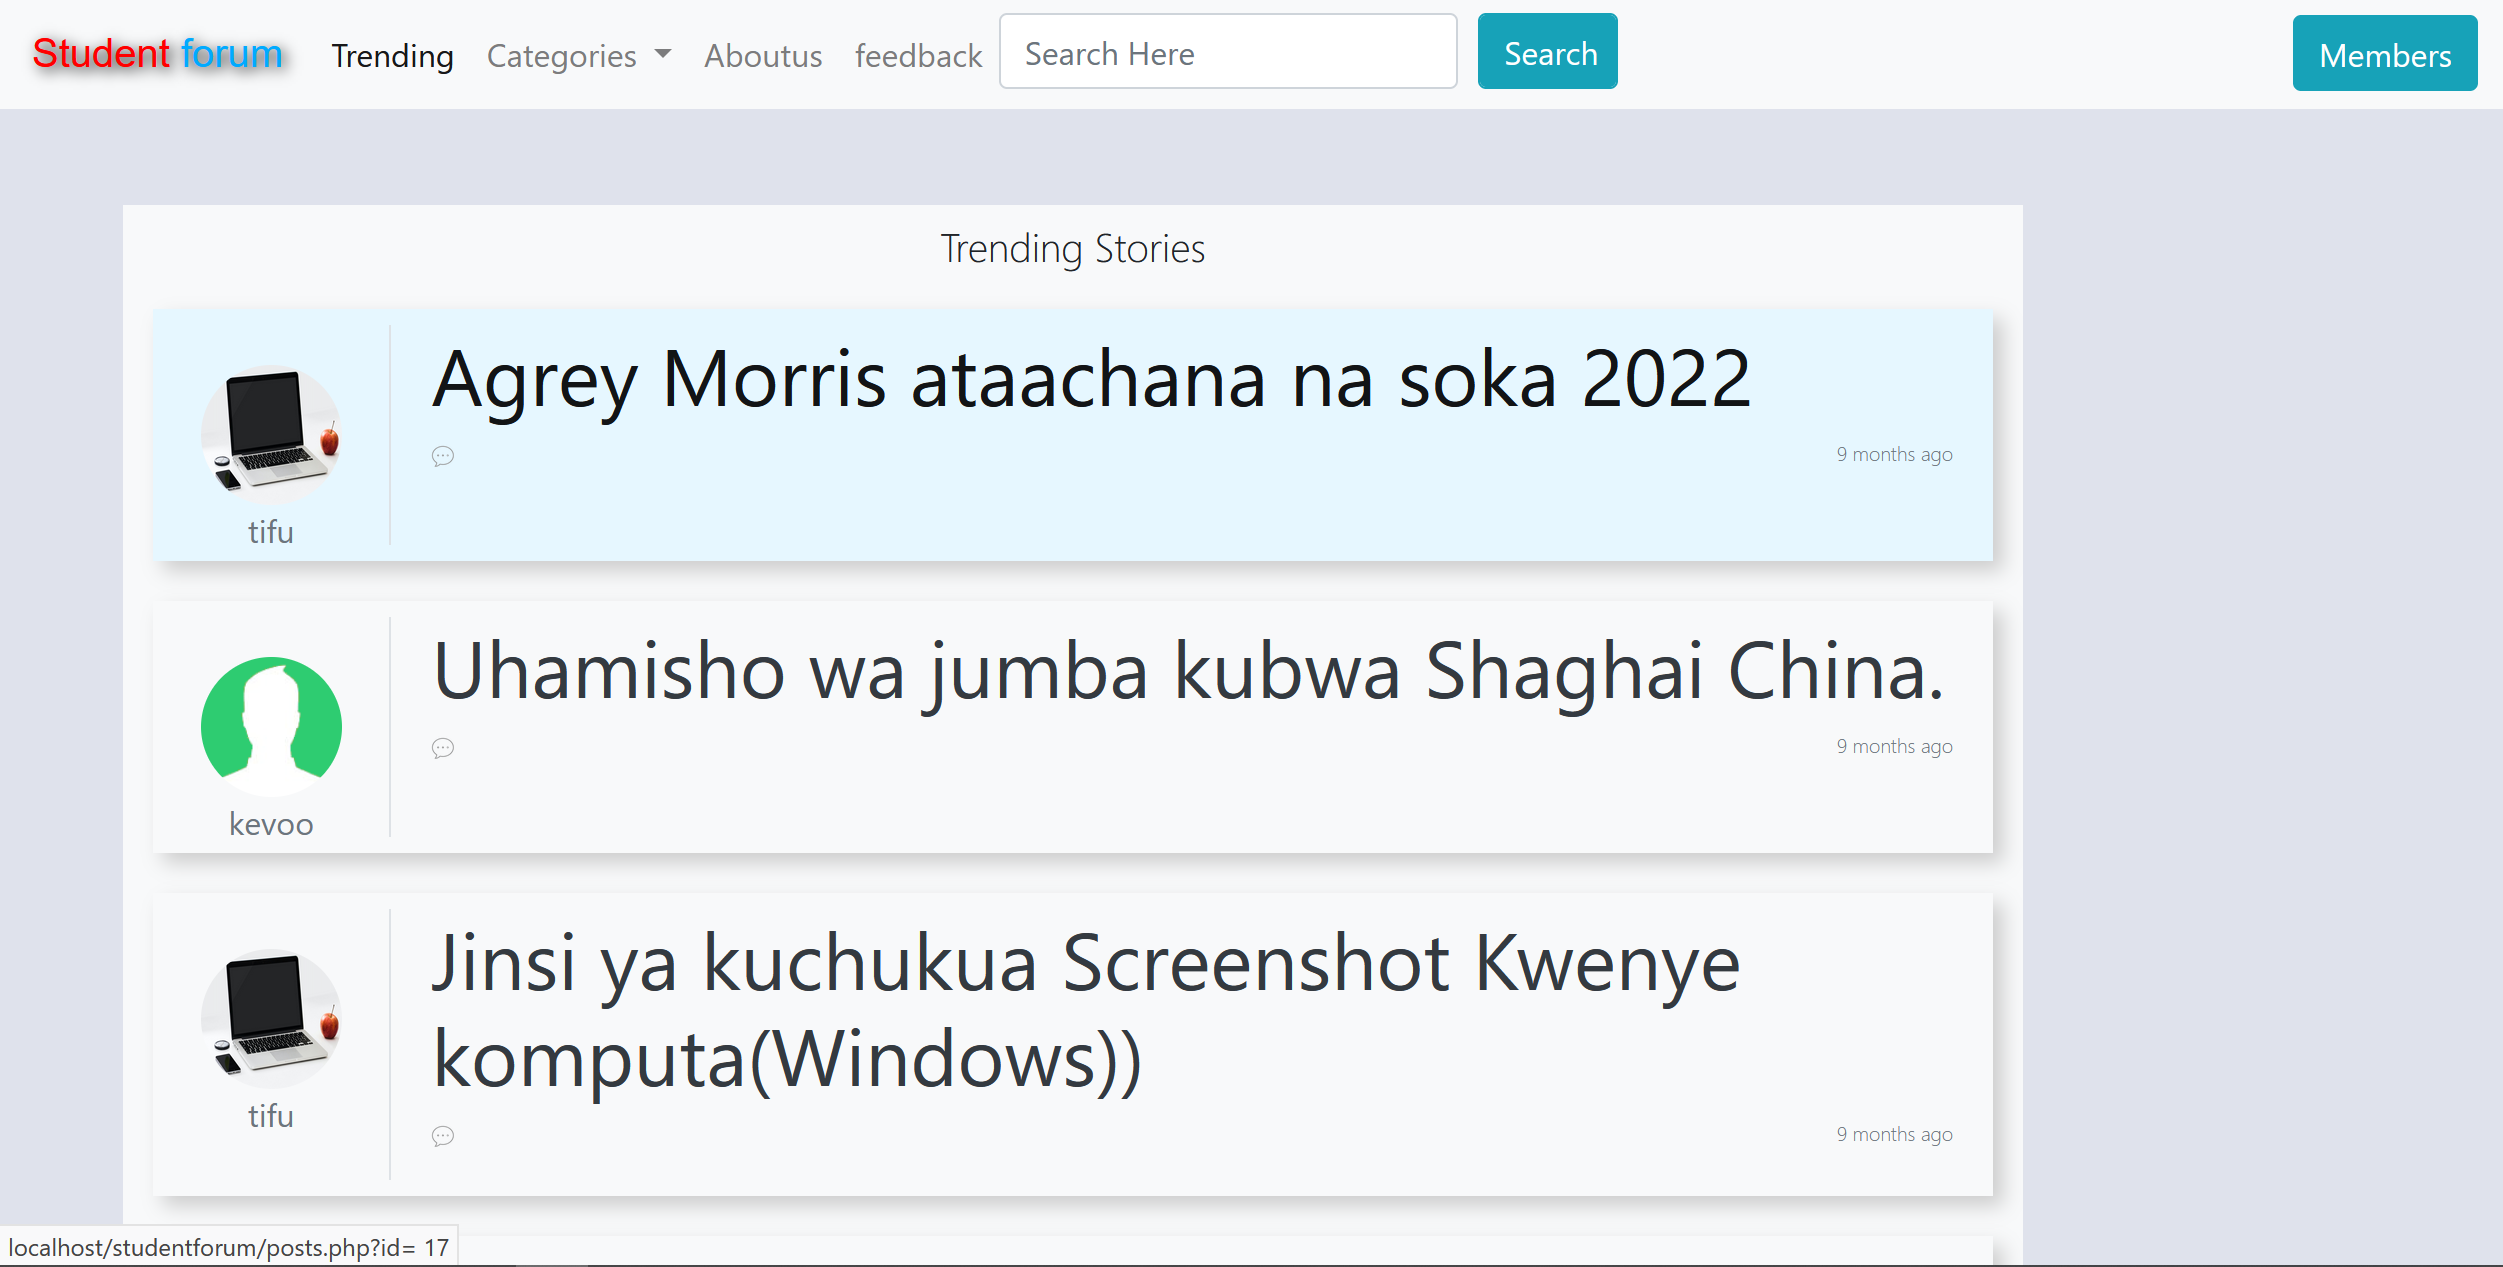 Student forum Trending Categories Aboutus feedback Search Here Search Members
Trending Stories
Agrey Morris ataachana na soka 2022
9 months ago
tifu
Uhamisho wa jumba kubwa Shaghai China.
9 months ago
kevoo
Jinsi ya kuchukua Screenshot Kwenye
komputa(Windows))
tifu
9 months ago
localhost/studentforum/posts.php?id= 17